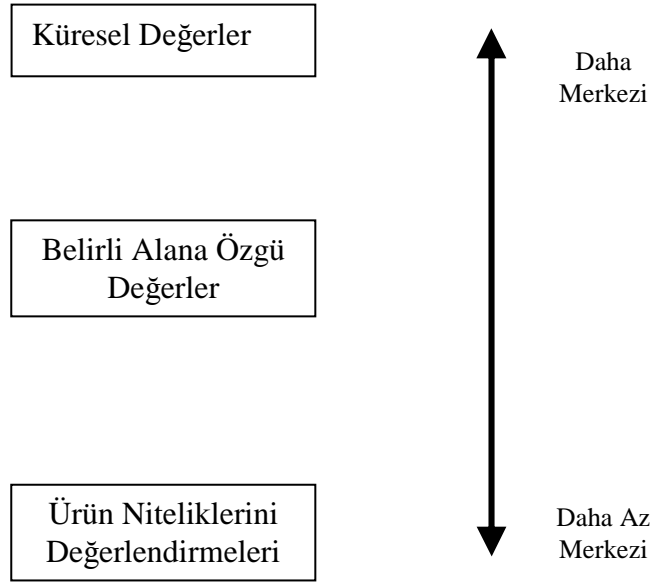 Küresel Değerler
Daha
Merkezi
Belirli Alana Özgü
Değerler
Ürün Niteliklerini
Değerlendirmeleri
Daha Az
Merkezi